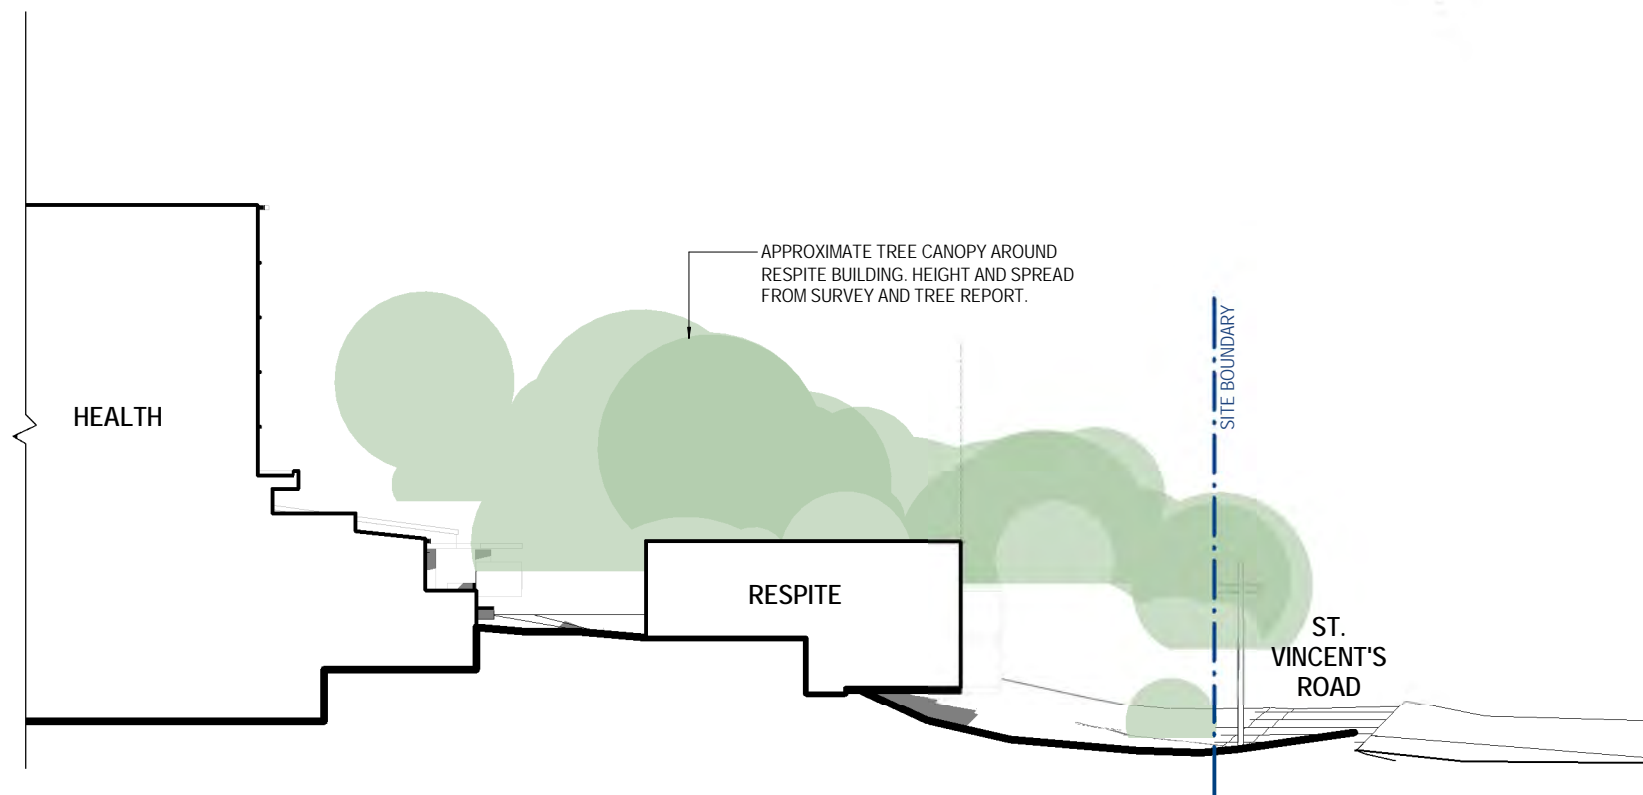 APPROXIMATE TREE CANOPY AROUND
RESPITE BUILDING. HEIGHT AND SPREAD
FROM SURVEY AND TREE REPORT.
SITE BOUNDARY
HEALTH
RESPITE
ST.
VINCENT'S
ROAD